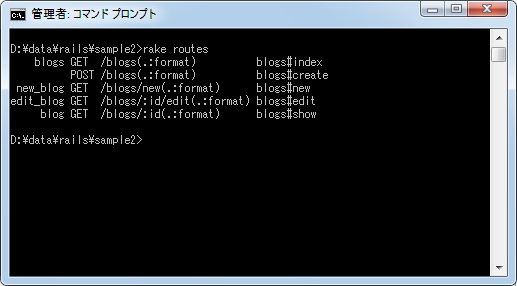 管理者: コマンド プロンプト
D:¥data¥rails¥sample2>rake routes
blogs GET /blogs(.:format) blogs#index
POST /blogs(.:format) blogs#create
new_blog GET /blogs/new(.:format) blogs#new
edit_blog GET /blogs/:id/edit(.:format) blogs#edit
blog GET /blogs/:id(.:format) blogs#show
D:¥data¥rails¥sample2>